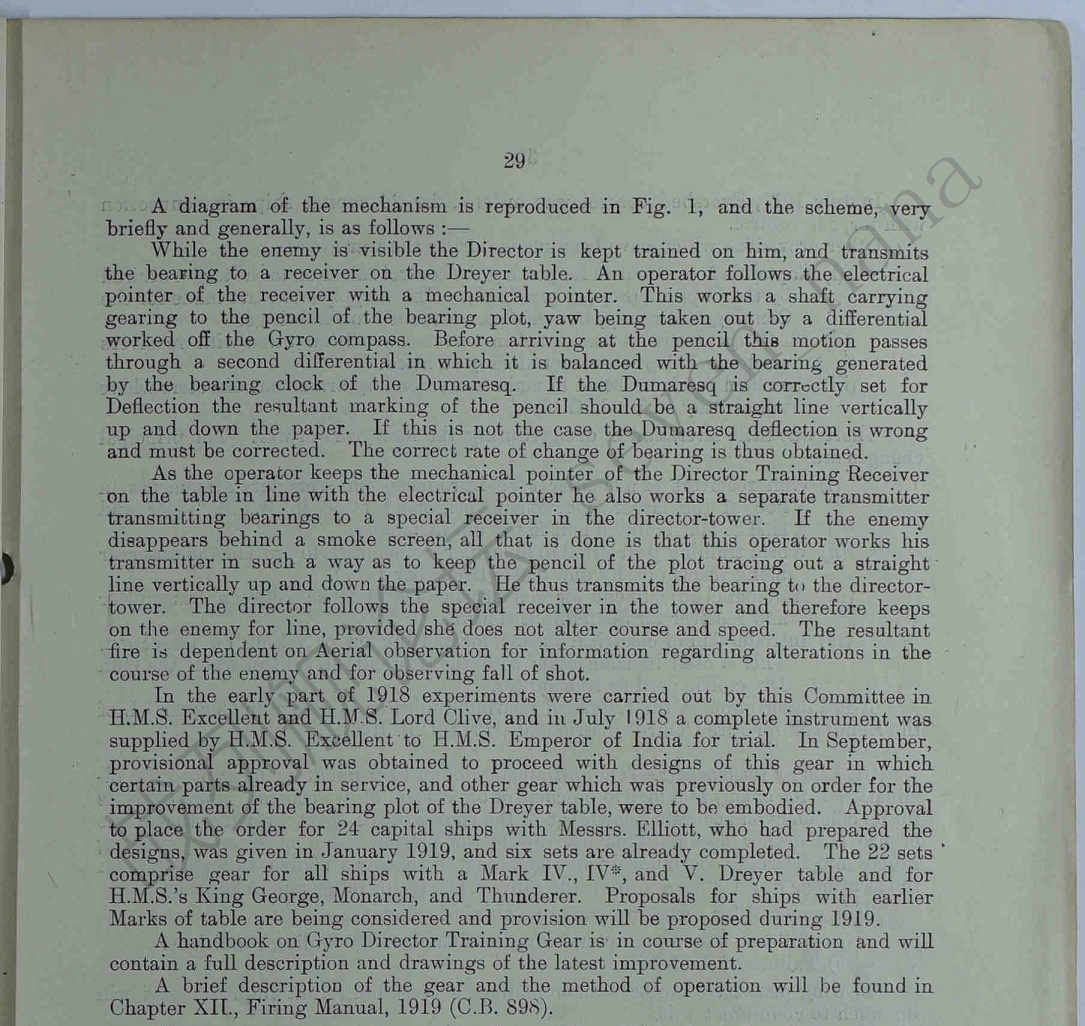 29
A diagram of the mechanism is reproduced in Fig. 1, and the scheme, very
briefly and generally, is as follows :—
While the enemy is visible the Director is kept trained on him, and transmits
the bearing to a receiver on the Dreyer table. An operator follows the electrical
pointer of the receiver with a mechanical pointer. This works a shaft carrying
gearing to the pencil of the bearing plot, yaw being taken out by a differential
worked off the Gyro compass. Before arriving at the pencil this motion passes
through a second differential in which it is balanced with the bearing generated
by the bearing clock of the Dumaresq. If the Dumaresq is correctly set for
Deflection the resultant marking of the pencil should be a straight line vertically
up and down the paper. If this is not the case the Dumaresq deflection is wrong
and must be corrected. The correct rate of change of bearing is thus obtained.
As the operator keeps the mechanical pointer of the Director Training Receiver
on the table in line with the electrical pointer he also works a separate transmitter
transmitting bearings to a special receiver in the director-tower. If the enemy
disappears behind a smoke screen, all that is done is that this operator works his
transmitter in such a way as to keep the pencil of the plot tracing out a straight
line vertically up and down the paper. He thus transmits the bearing to the director-
tower. The director follows the special receiver in the tower and therefore keeps
on the enemy for line, provided she does not alter course and speed. The resultant
fire is dependent on Aerial observation for information regarding alterations in the
course of the enemy and for observing fall of shot.
In the early part of 1918 experiments were carried out by this Committee in
H.M.S. Excellent and H.M.S. Lord Clive, and in July 1918 a complete instrument was
supplied by H.M.S. Excellent to H.M.S. Emperor of India for trial. In September,
provisional approval was obtained to proceed with designs of this gear in which
certain parts already in service, and other gear which was previously on order for the
improvement of the bearing plot of the Dreyer table, were to be embodied. Approval
to place the order for 24 capital ships with Messrs. Elliott, who had prepared the
designs, was given in January 1919, and six sets are already completed. The 22 sets
comprise gear for all ships with a Mark IV., IV*, and V. Dreyer table and for
H.M.S.'s King George, Monarch, and Thunderer. Proposals for ships with earlier
Marks of table are being considered and provision will be proposed during 1919.
A handbook on Gyro Director Training Gear is in course of preparation and will
contain a full description and drawings of the latest improvement.
A brief description of the gear and the method of operation will be found in
Chapter XII., Firing Manual, 1919 (C.B. 898).